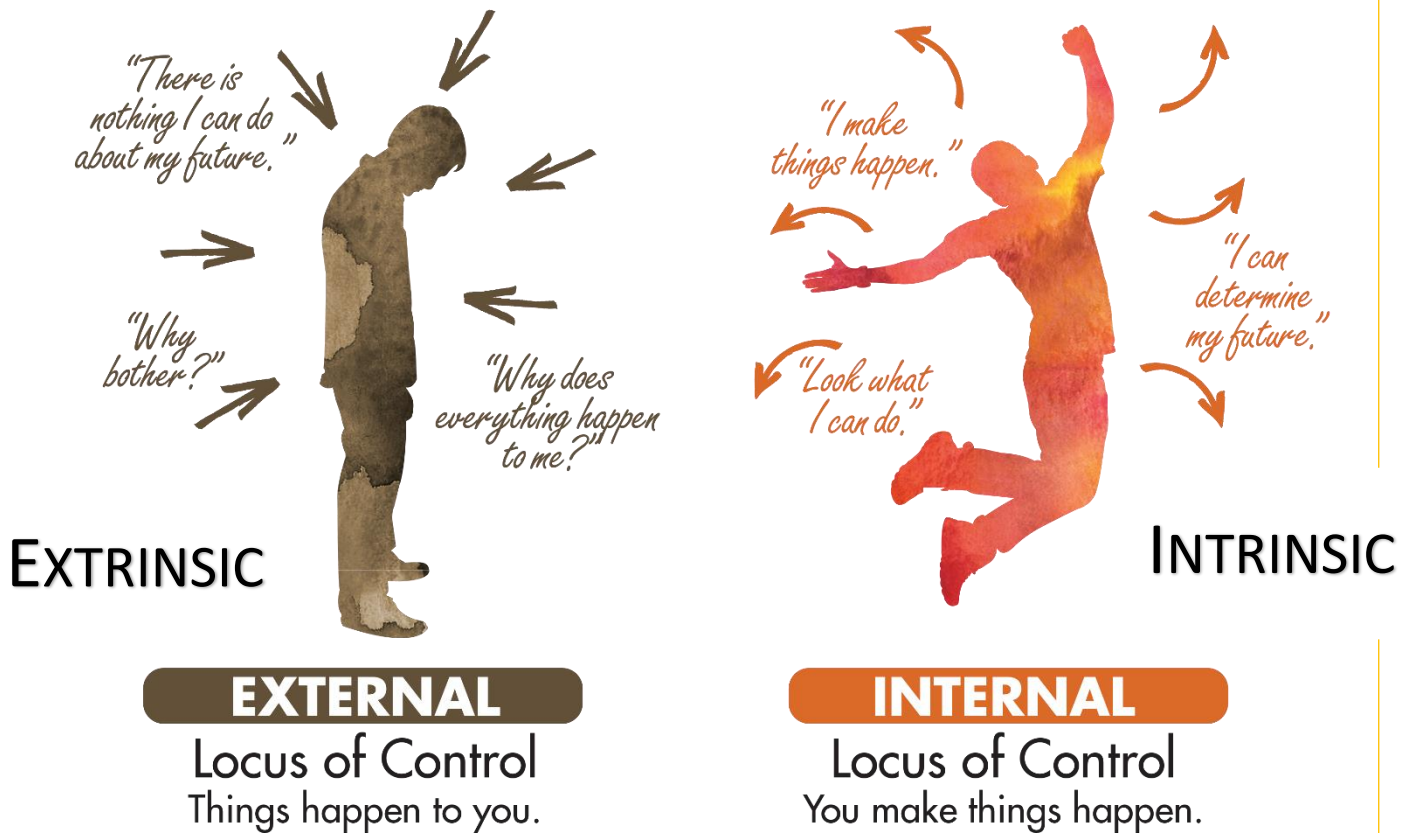 “There is
nothing I can do
about my future.”
“Why
bother?”
“Why does
everything happen
to me?”
EXTRINSIC
EXTERNAL
Locus of Control
Things happen to you.
“I make
things happen.”
“I can
determine
my future.”
“Look what
I can do.”
INTRINSIC
INTERNAL
Locus of Control
You make things happen.